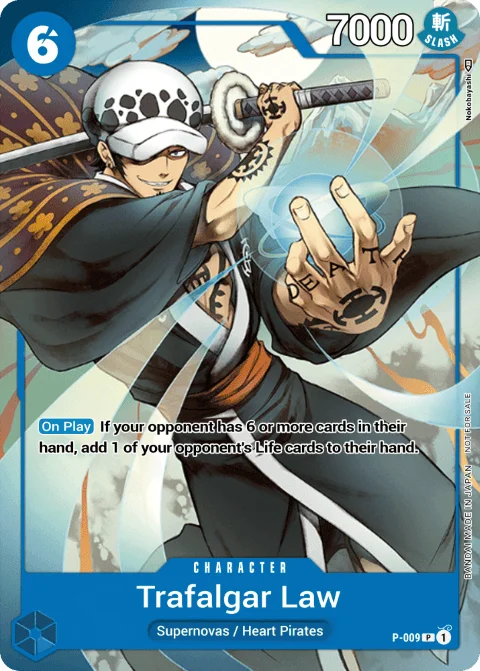 6
7000
斬
SLASH
Nokobayashi
DEATH
On Play If your opponent has 6 or more cards in their
hand, add 1 of your opponent's Life cards to their hand.
BANDAI MADE IN JAPAN NOT FOR SALE
CHARACTER
Trafalgar Law
Supernovas / Heart Pirates
P-009 P 1